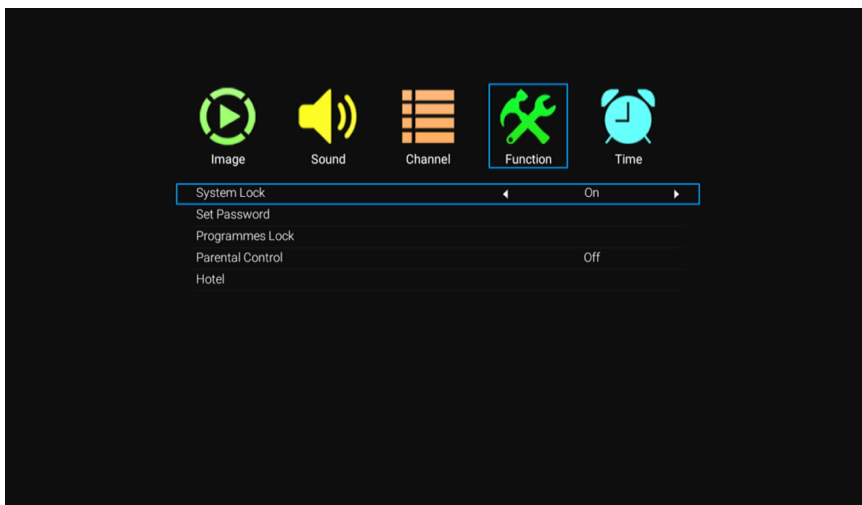 Image Sound Channel Function Time
System Lock On
Set Password
Programmes Lock
Parental Control Off
Hotel